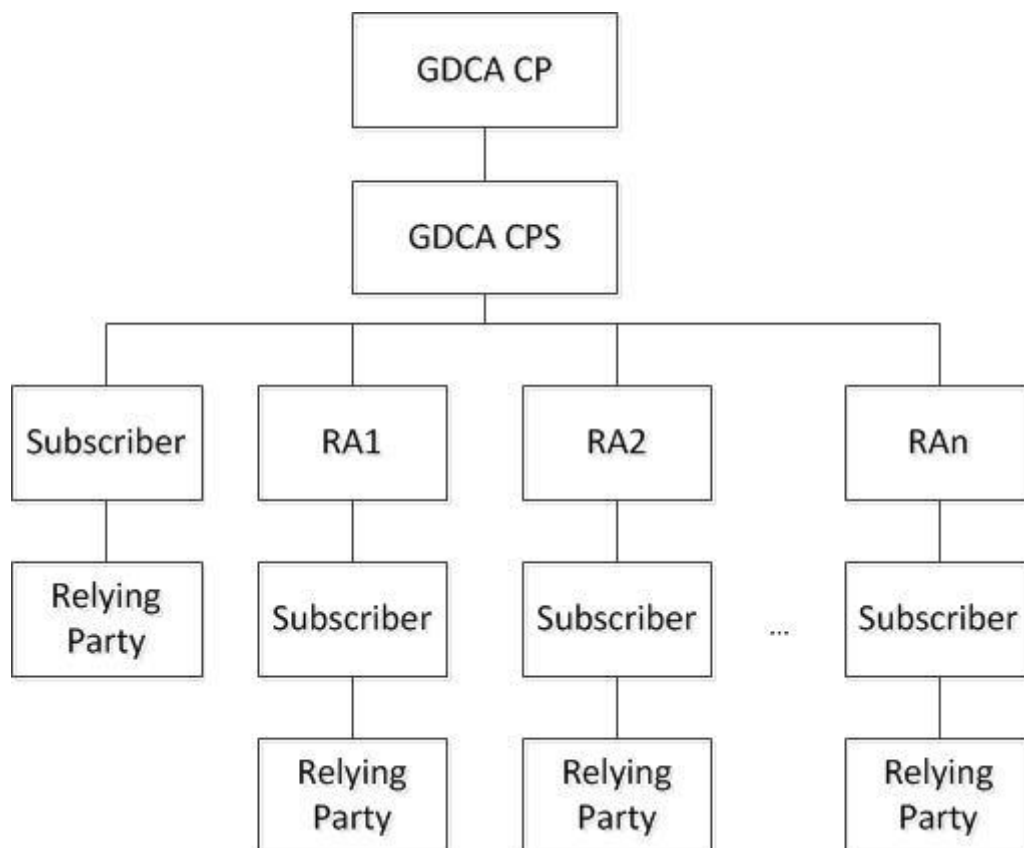 GDCA CP
GDCA CPS
Subscriber
RA1
RA2
RAn
Relying
Party
Subscriber
Subscriber
...
Subscriber
Relying
Party
Relying
Party
Relying
Party